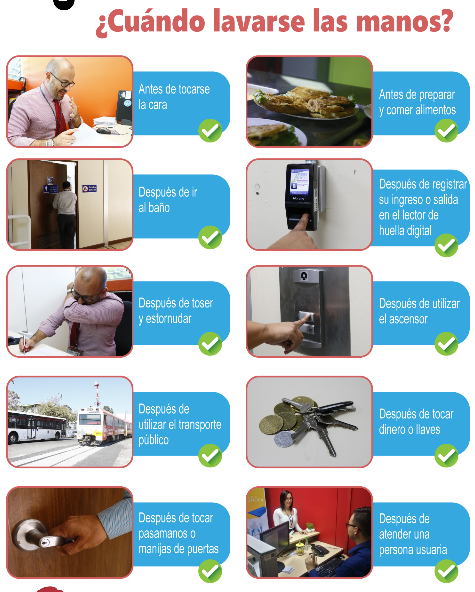 ¿Cuándo lavarse las manos?
Antes de tocarse
la cara
Antes de preparar
y comer alimentos
Después de ir
al baño
Después de registrar
su ingreso o salida
en el lector de
huella digital
Después de toser
y estornudar
Después de utilizar
el ascensor
Después de
utilizar el transporte
público
Después de tocar
dinero o llaves
Después de tocar
pasamanos o
manijas de puertas
Después de
atender una
persona usuaria